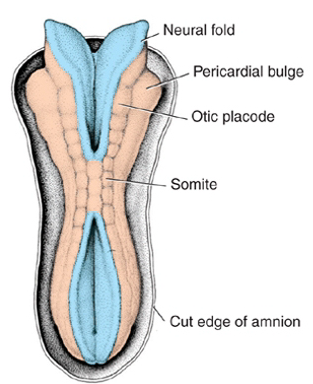 Neural fold
Pericardial bulge
Otic placode
Somite
Cut edge of amnion